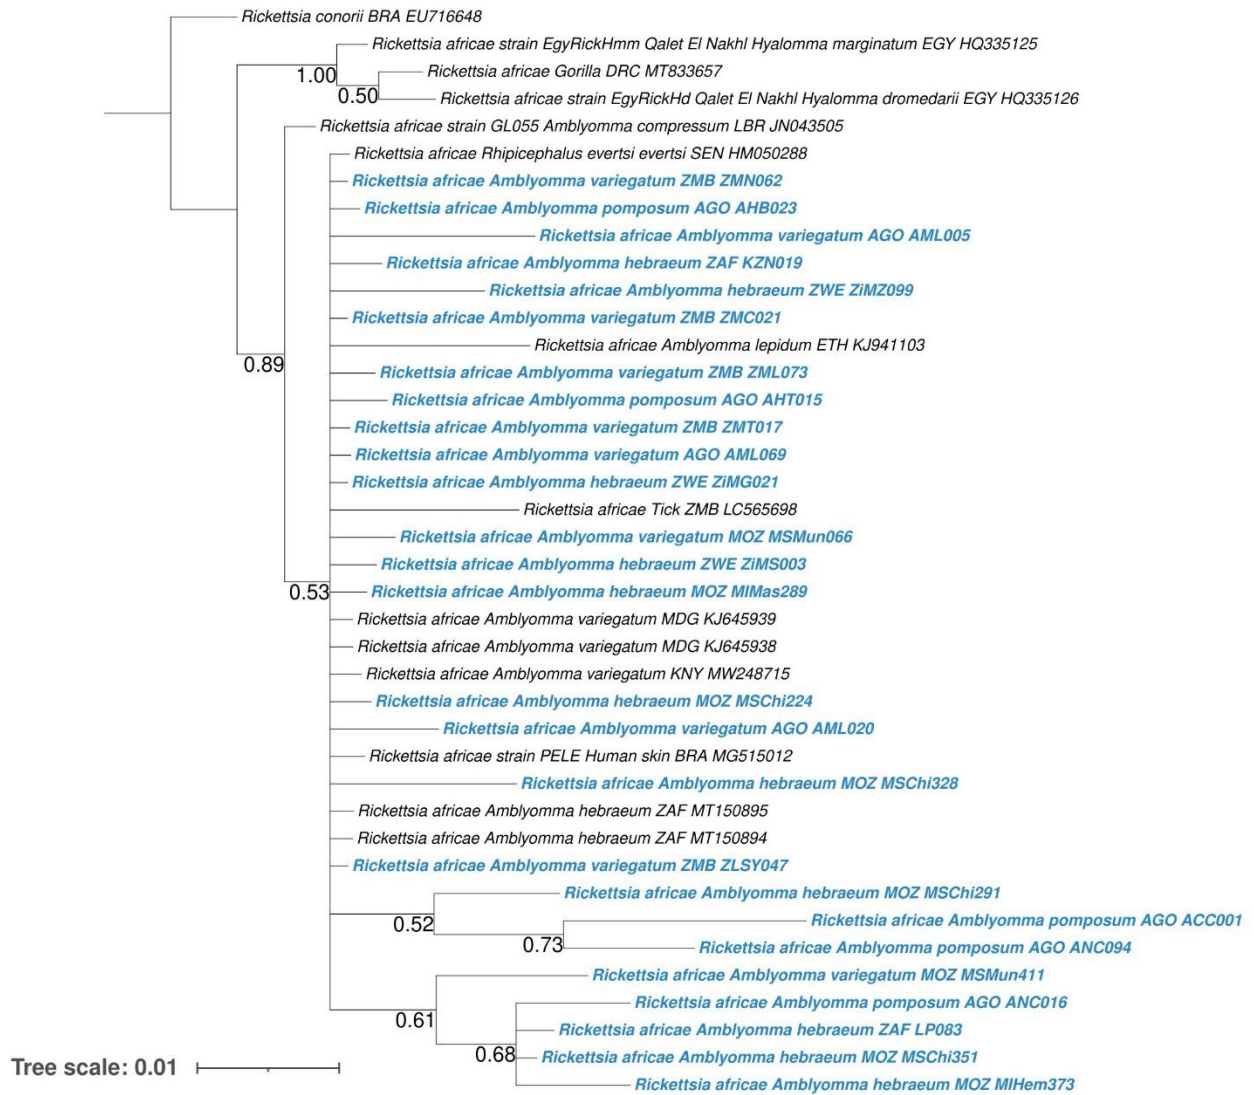 Rickettsia conorii BRA EU716648
Rickettsia africae strain EgyRickHmm Qalet El Nakhl Hyalomma marginatum EGY HQ335125
1.00
Rickettsia africae Gorilla DRC MT833657
0.50
Rickettsia africae strain EgyRickHd Qalet El Nakhl Hyalomma dromedarii EGY HQ335126
Rickettsia africae strain GL055 Amblyomma compressum LBR JN043505
Rickettsia africae Rhipicephalus evertsi evertsi SEN HM050288
Rickettsia africae Amblyomma variegatum ZMB ZMN062
Rickettsia africae Amblyomma pomposum AGO AHB023
Rickettsia africae Amblyomma variegatum AGO AML005
Rickettsia africae Amblyomma hebraeum ZAF KZN019
Rickettsia africae Amblyomma hebraeum ZWE ZiMZ099
Rickettsia africae Amblyomma variegatum ZMB ZMC021
Rickettsia africae Amblyomma lepidum ETH KJ941103
0.89
Rickettsia africae Amblyomma variegatum ZMB ZML073
Rickettsia africae Amblyomma pomposum AGO AHT015
Rickettsia africae Amblyomma variegatum ZMB ZMT017
Rickettsia africae Amblyomma variegatum AGO AML069
Rickettsia africae Amblyomma hebraeum ZWE ZiMG021
Rickettsia africae Tick ZMB LC565698
Rickettsia africae Amblyomma variegatum MOZ MSMun066
Rickettsia africae Amblyomma hebraeum ZWE ZiMS003
0.53
Rickettsia africae Amblyomma hebraeum MOZ MIMas289
Rickettsia africae Amblyomma variegatum MDG KJ645939
Rickettsia africae Amblyomma variegatum MDG KJ645938
Rickettsia africae Amblyomma variegatum KNY MW248715
Rickettsia africae Amblyomma hebraeum MOZ MSChi224
Rickettsia africae Amblyomma variegatum AGO AML020
Rickettsia africae strain PELE Human skin BRA MG515012
Rickettsia africae Amblyomma hebraeum MOZ MSChi328
Rickettsia africae Amblyomma hebraeum ZAF MT150895
Rickettsia africae Amblyomma hebraeum ZAF MT150894
Rickettsia africae Amblyomma variegatum ZMB ZLSY047
Rickettsia africae Amblyomma hebraeum MOZ MSChi291
0.52
Rickettsia africae Amblyomma pomposum AGO ACC001
0.73
Rickettsia africae Amblyomma pomposum AGO ANC094
Rickettsia africae Amblyomma variegatum MOZ MSMun411
Rickettsia africae Amblyomma pomposum AGO ANC016
0.61
Rickettsia africae Amblyomma hebraeum ZAF LP083
0.68
Rickettsia africae Amblyomma hebraeum MOZ MSChi351
Tree scale: 0.01
Rickettsia africae Amblyomma hebraeum MOZ MIHem373